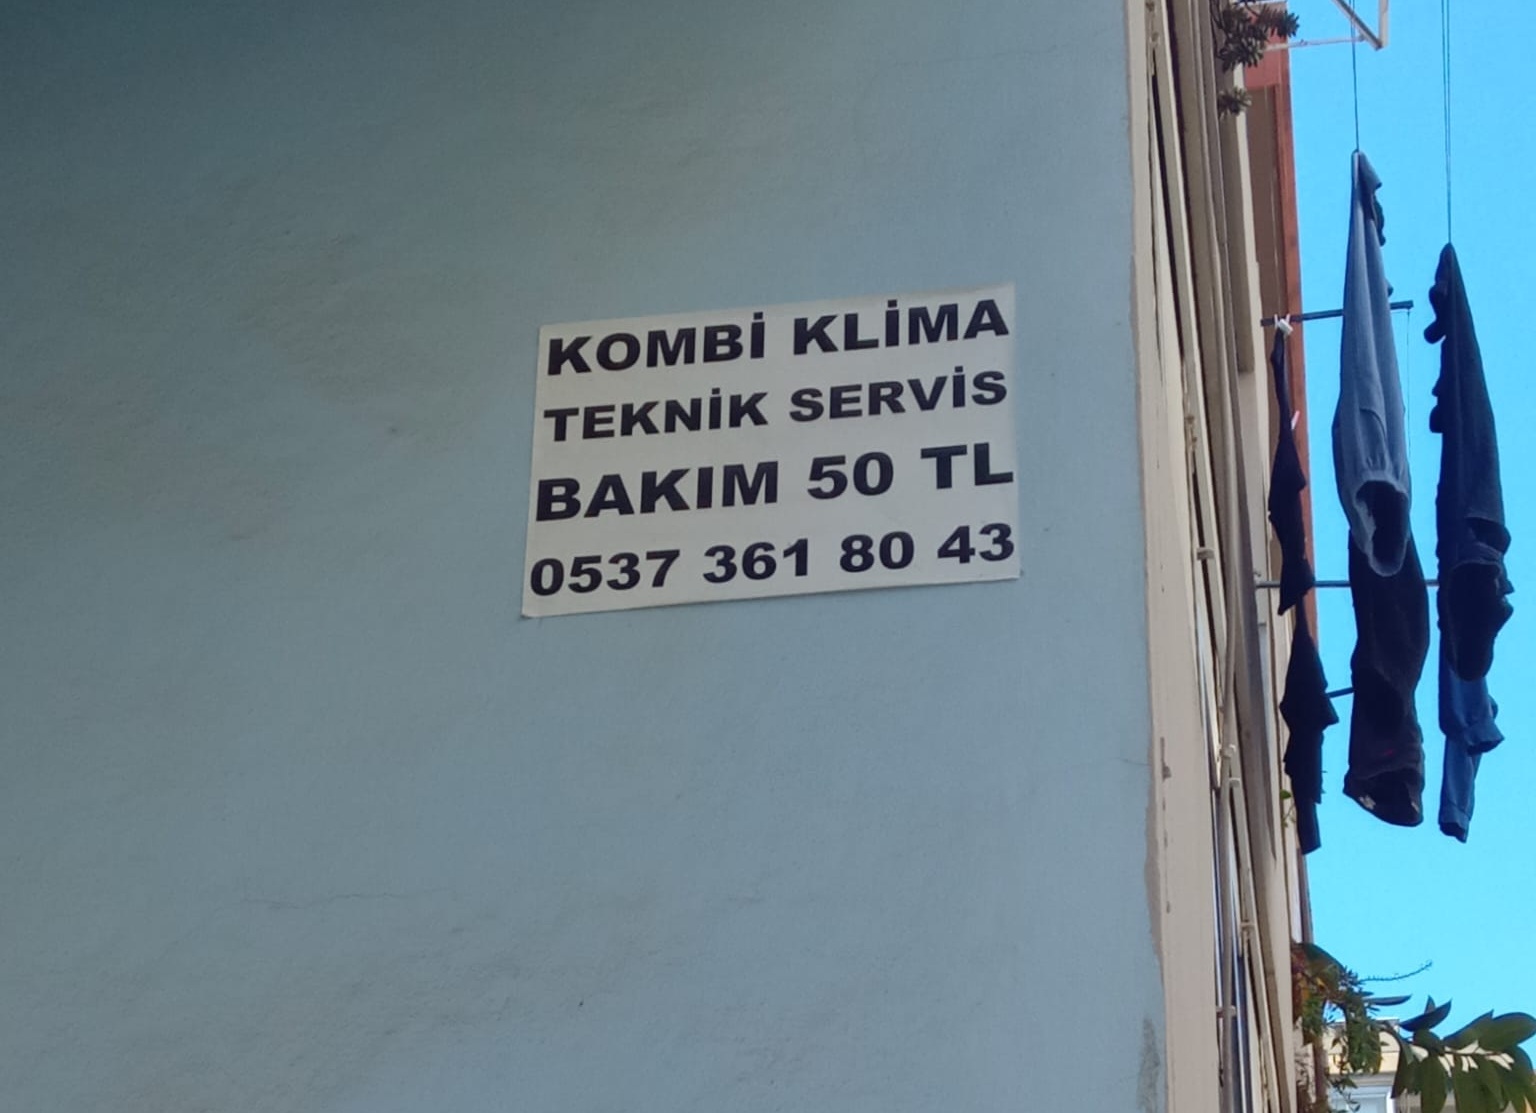 KOMBİ KLİMA
TEKNİK SERVİS
BAKIM 50 TL
0537 361 80 43